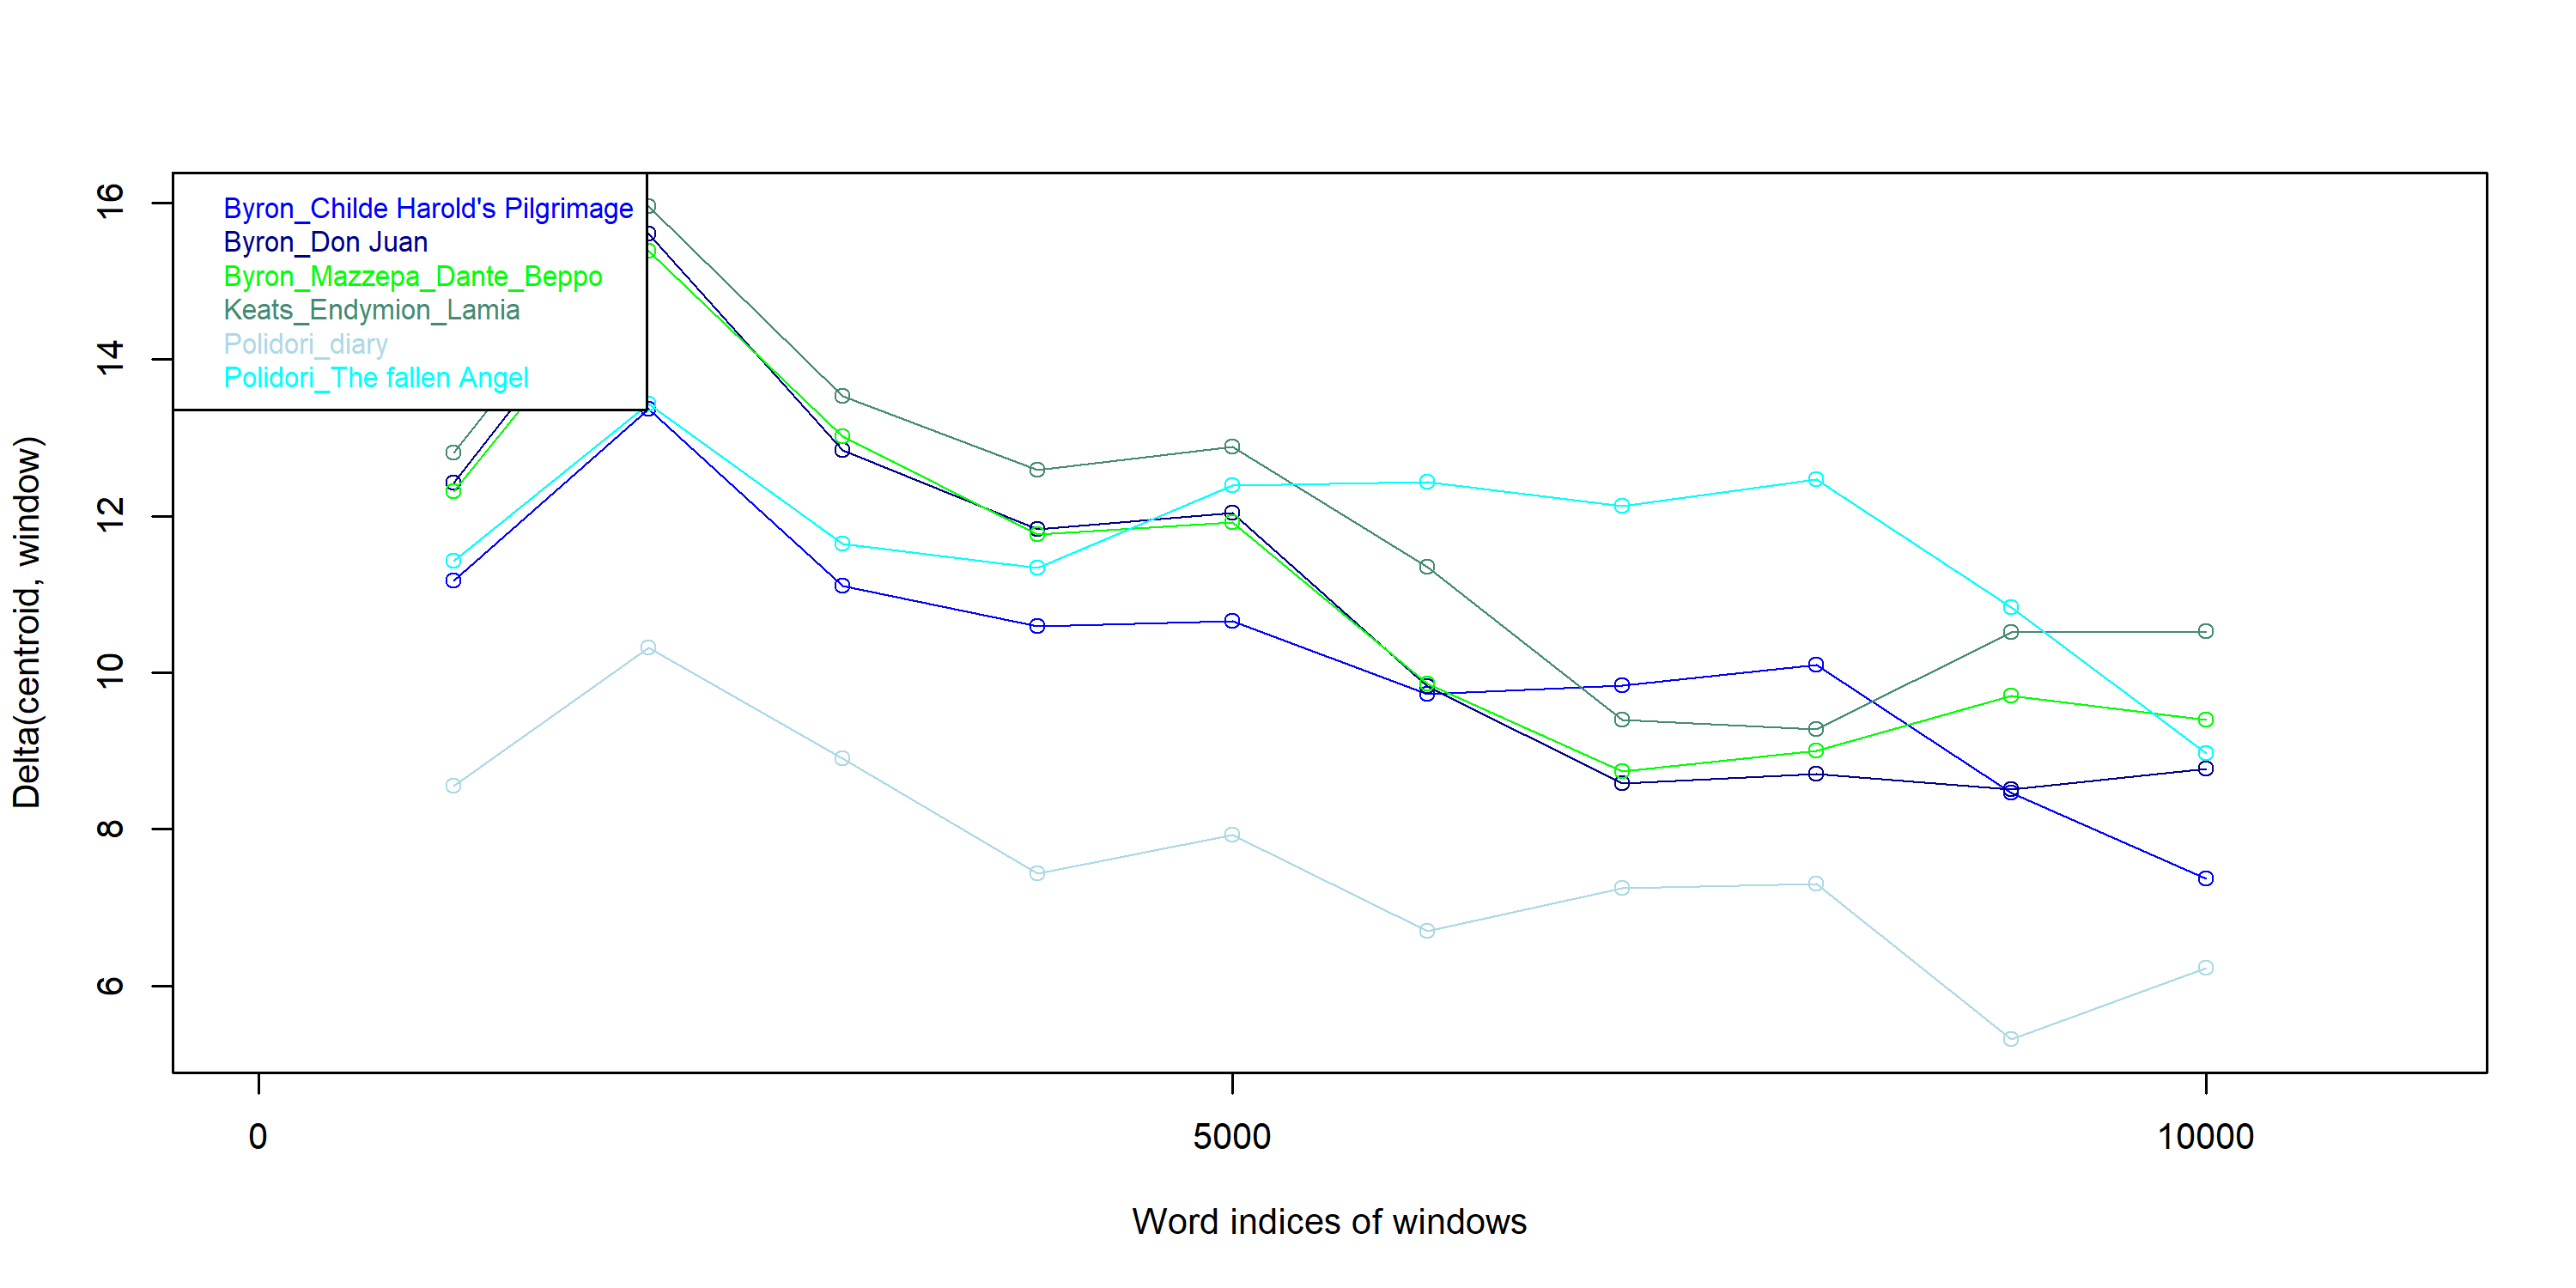 Byron_Childe Harold's Pilgrimage
Byron_Don Juan
Byron_Mazzepa_Dante_Beppo
Keats_Endymion_Lamia
Polidori_diary
Polidori_The fallen Angel
16
14
12
10
8
6
Delta(centroid, window)
0 5000 10000
Word indices of windows